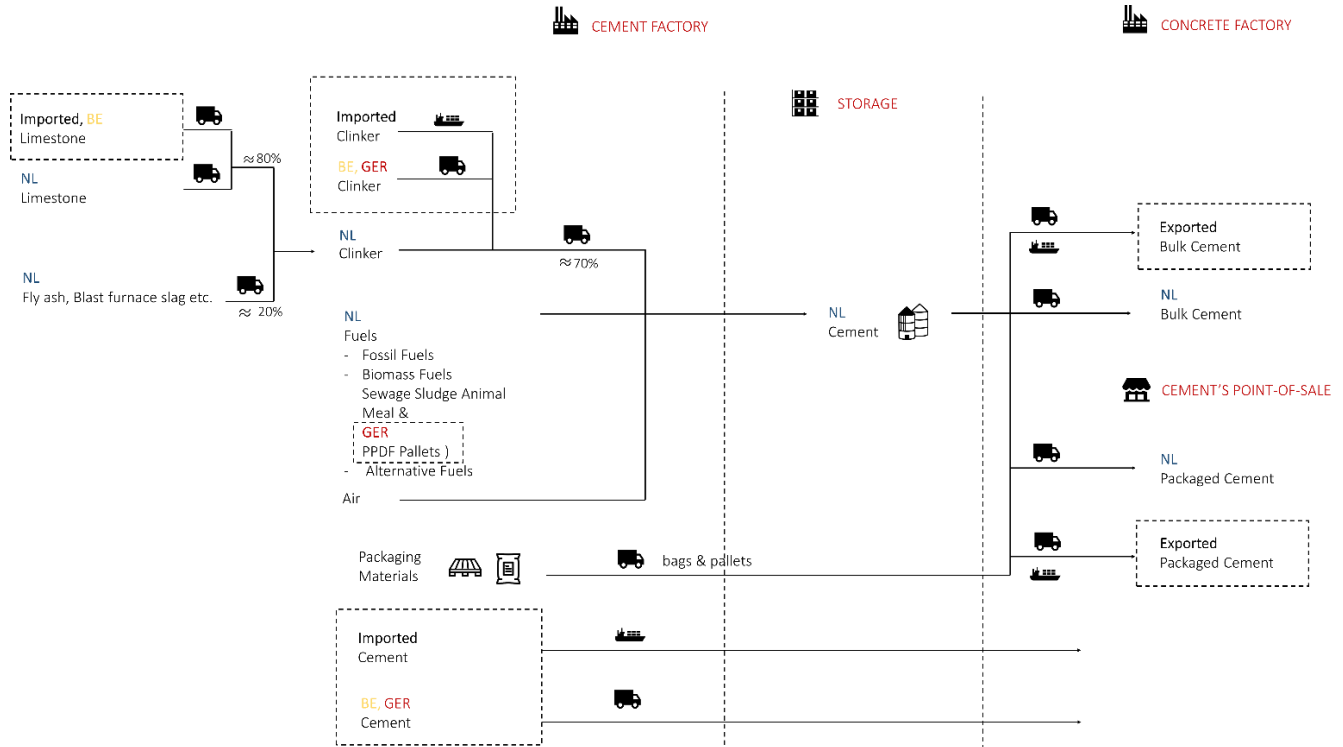 CEMENT FACTORY
CONCRETE FACTORY
STORAGE
Imported, BE
Limestone
≈80%
NL
Limestone
NL
Fly ash, Blast furnace slag etc.
≈ 20%
Imported
Clinker
BE, GER
Clinker
NL
Clinker
≈70%
NL
Fuels
- Fossil Fuels
- Biomass Fuels
Sewage Sludge Animal
Meal &
GER
PPDF Pallets )
- Alternative Fuels
Air
Packaging
Materials
bags & pallets
Imported
Cement
BE, GER
Cement
NL
Cement
Exported
Bulk Cement
NL
Bulk Cement
CEMENT'S POINT-OF-SALE
NL
Packaged Cement
Exported
Packaged Cement